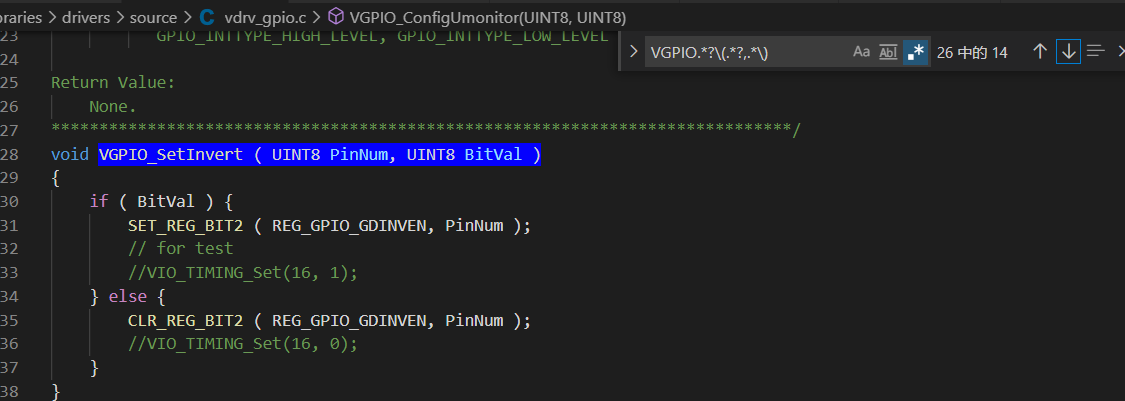 braries > drivers > source > C vdrv_gpio.c > VGPIO_ConfigUmonitor(UINT8, UINT8)
VGPIO.*?\(.*?,.*\) Aa Abl .* 26 中的 14
23 GPIO_INTTYPE_HIGH_LEVEL, GPIO_INTTYPE_LOW_LEVEL
24
25 Return Value:
26 None.
27 *****************************************************************************/
28 void VGPIO_SetInvert ( UINT8 PinNum, UINT8 BitVal )
29 {
30 if ( BitVal ) {
31 SET_REG_BIT2 ( REG_GPIO_GDINVEN, PinNum );
32 // for test
33 //VIO_TIMING_Set(16, 1);
34 } else {
35 CLR_REG_BIT2 ( REG_GPIO_GDINVEN, PinNum );
36 //VIO_TIMING_Set(16, 0);
37 }
38 }